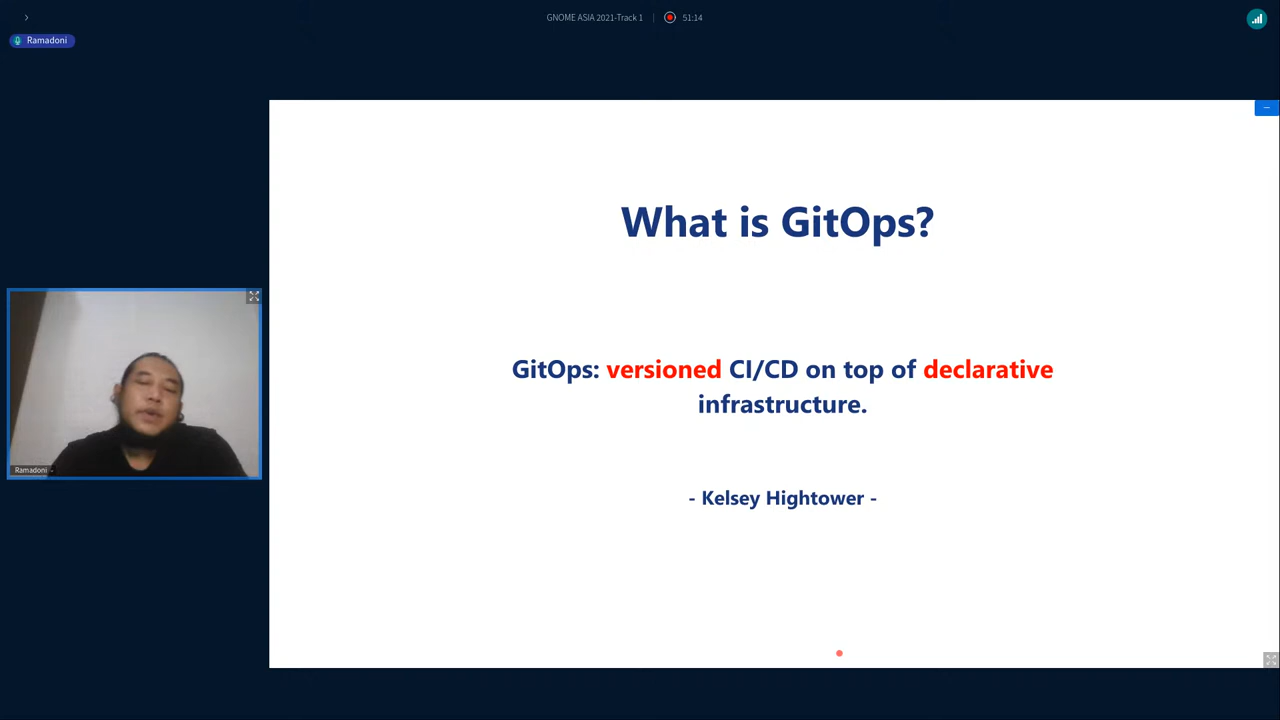 GNOME ASIA 2021-Track 1
51:14
Ramadoni
What is GitOps?
GitOps: versioned CI/CD on top of declarative
infrastructure.
- Kelsey Hightower -
Ramadoni